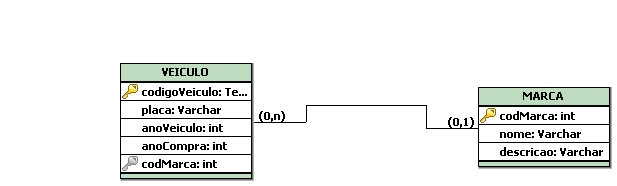 VEICULO
codigoVeiculo: Te...
placa: Varchar
anoVeiculo: int
anoCompra: int
codMarca: int
(0,n)
(0,1)
MARCA
codMarca: int
nome: Varchar
descricao: Varchar